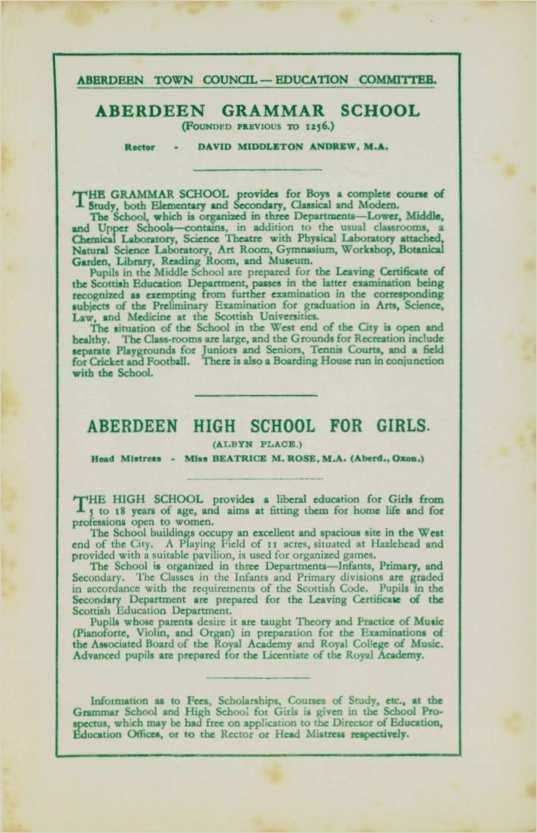 ABERDEEN TOWN COUNCIL — EDUCATION COMMITTEE.
ABERDEEN GRAMMAR SCHOOL
(FOUNDED PREVIOUS TO 1256.)
Rector - DAVID MIDDLETON ANDREW, M.A.
THE GRAMMAR SCHOOL provides for Boys a complete course of
Study, both Elementary and Secondary, Classical and Modern.
The School, which is organized in three Departments—Lower, Middle,
and Upper Schools—contains, in addition to the usual classrooms, a
Chemical Laboratory, Science Theatre with Physical Laboratory attached,
Natural Science Laboratory, Art Room, Gymnasium, Workshop, Botanical
Garden, Library, Reading Room, and Museum.
Pupils in the Middle School are prepared for the Leaving Certificate of
the Scottish Education Department, passes in the latter examination being
recognized as exempting from further examination in the corresponding
subjects of the Preliminary Examination for graduation in Arts, Science,
Law, and Medicine at the Scottish Universities.
The situation of the School in the West end of the City is open and
healthy. The Class-rooms are large, and the Grounds for Recreation include
separate Playgrounds for Juniors and Seniors, Tennis Courts, and a field
for Cricket and Football. There is also a Boarding House run in conjunction
with the School.
ABERDEEN HIGH SCHOOL FOR GIRLS.
(ALBYN PLACE.)
Head Mistress - Miss BEATRICE M. ROSE, M.A. (Aberd., Oxon.)
THE HIGH SCHOOL provides a liberal education for Girls from
5 to 18 years of age, and aims at fitting them for home life and for
professions open to women.
The School buildings occupy an excellent and spacious site in the West
end of the City. A Playing Field of 11 acres, situated at Hazlehead and
provided with a suitable pavilion, is used for organized games.
The School is organized in three Departments—Infants, Primary, and
Secondary. The Classes in the Infants and Primary divisions are graded
in accordance with the requirements of the Scottish Code. Pupils in the
Secondary Department are prepared for the Leaving Certificate of the
Scottish Education Department.
Pupils whose parents desire it are taught Theory and Practice of Music
(Pianoforte, Violin, and Organ) in preparation for the Examinations of
the Associated Board of the Royal Academy and Royal College of Music.
Advanced pupils are prepared for the Licentiate of the Royal Academy.
Information as to Fees, Scholarships, Courses of Study, etc., at the
Grammar School and High School for Girls is given in the School Pro-
spectus, which may be had free on application to the Director of Education,
Education Offices, or to the Rector or Head Mistress respectively.